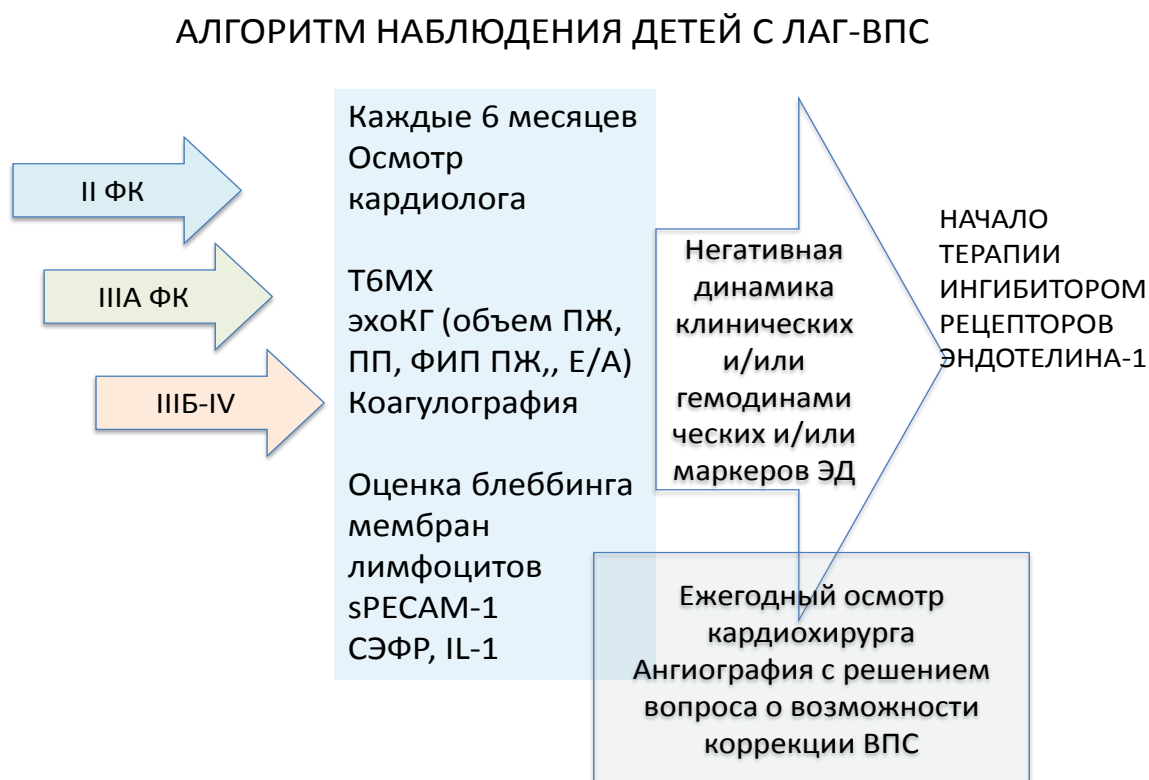 АЛГОРИТМ НАБЛЮДЕНИЯ ДЕТЕЙ С ЛАГ-ВПС
II ФК
IIIА ФК
IIIБ-IV
Каждые 6 месяцев
Осмотр
кардиолога
Т6МХ
эхоКГ (объем ПЖ,
ПП, ФИП ПЖ,, Е/А)
Коагулография
Оценка блеббинга
мембран
лимфоцитов
sPECAM-1
СЭФР, IL-1
Негативная
динамика
клинических
и/или
гемодинами
ческих и/или
маркеров ЭД
НАЧАЛО
ТЕРАПИИ
ИНГИБИТОРОМ
РЕЦЕПТОРОВ
ЭНДОТЕЛИНА-1
Ежегодный осмотр
кардиохирурга
Ангиография с решением
вопроса о возможности
коррекции ВПС